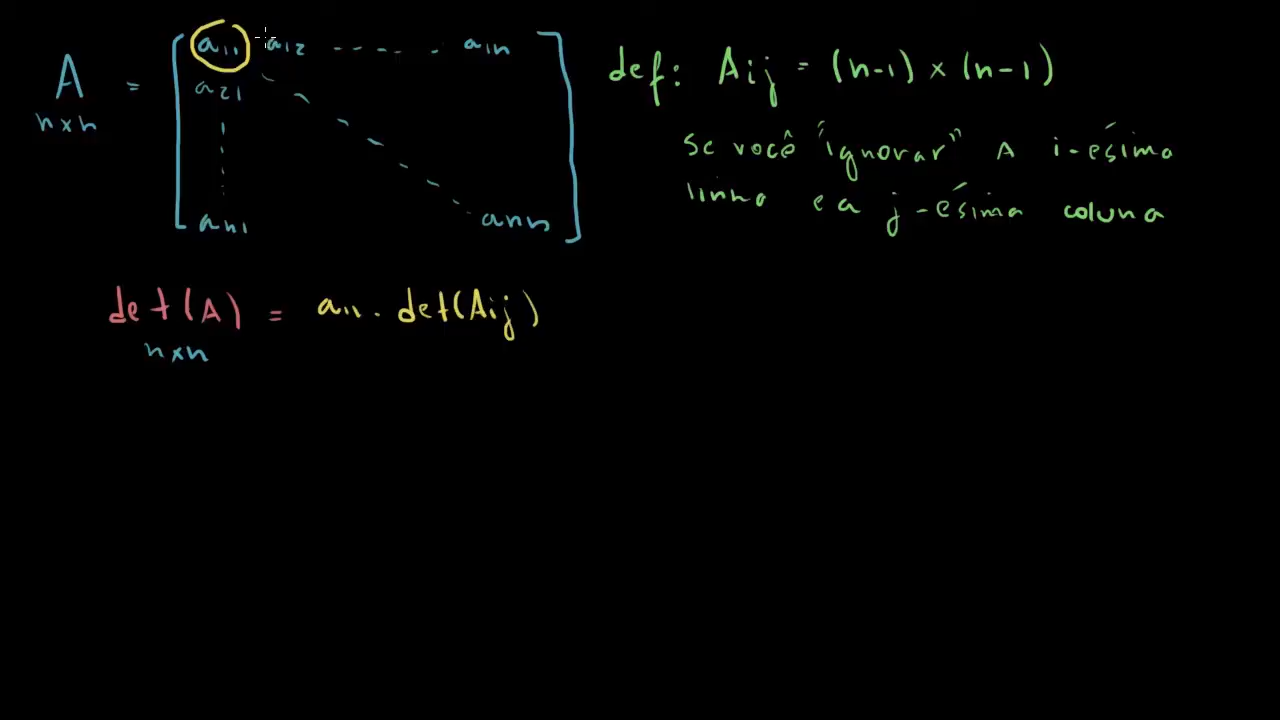 A = [ a11 a12 ----- a1n
n×n
a21
an1 ann ]
def: Aij = (n-1) × (n-1)
se você "ignorar" A i-ésima
linha e a j-ésima coluna
det(A) = a11 . det(Aij)
n×n